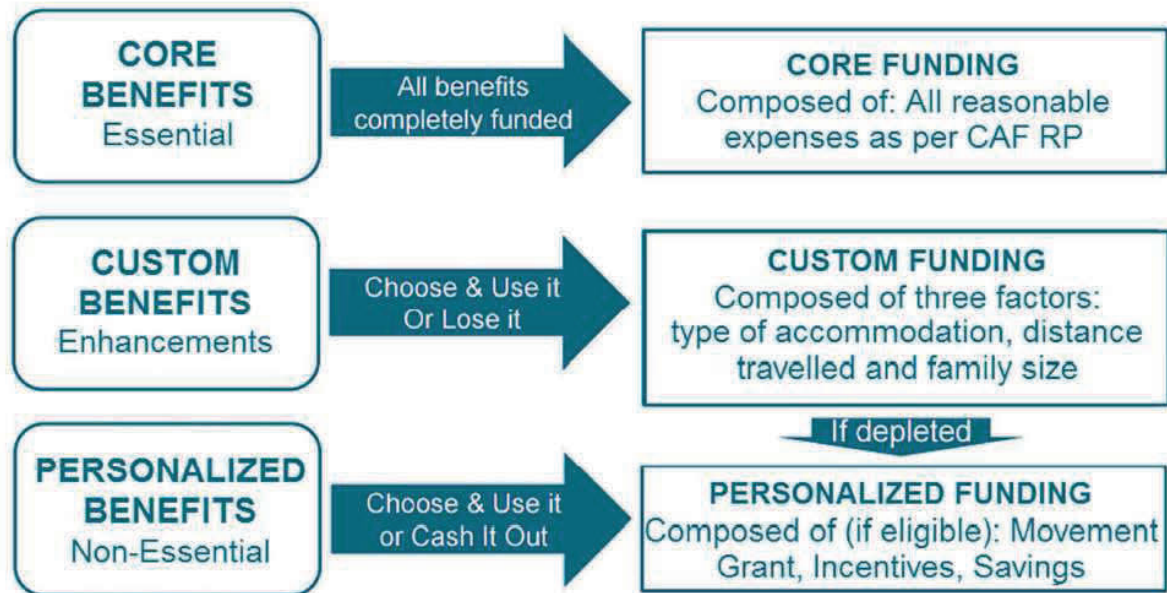 CORE
BENEFITS
Essential
All benefits
completely funded
CORE FUNDING
Composed of: All reasonable
expenses as per CAF RP
CUSTOM
BENEFITS
Enhancements
Choose & Use it
Or Lose it
CUSTOM FUNDING
Composed of three factors:
type of accommodation, distance
travelled and family size
If depleted
PERSONALIZED
BENEFITS
Non-Essential
Choose & Use it
or Cash It Out
PERSONALIZED FUNDING
Composed of (if eligible): Movement
Grant, Incentives, Savings